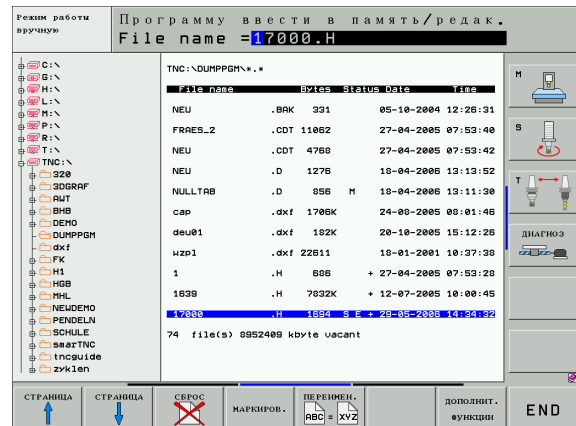 Режим работы
вручную
Программу ввести в память/редак.
File name =17000.H
C:\
G:\
H:\
L:\
M:\
P:\
R:\
T:\
TNC:\
320
3DGRAF
AWT
BHB
DEMO
DUMPPGM
dxf
FK
H1
HGB
MHL
NEWDEMO
PENDELN
SCHULE
smarTNC
tncguide
zyklen
TNC:\DUMPPGM\*.*
File name Bytes Status Date Time
NEU .BAK 331 05-10-2004 12:26:31
FRAES_2 .CDT 11062 27-04-2005 07:53:40
NEU .CDT 4768 27-04-2005 07:53:42
NEU .D 1276 18-04-2006 13:13:52
NULLTAB .D 856 M 18-04-2006 13:11:30
cap .dxf 1706K 24-08-2005 08:01:46
deu01 .dxf 182K 20-10-2005 15:12:26
wzpl .dxf 22611 18-01-2001 10:37:38
1 .H 686 + 27-04-2005 07:53:28
1639 .H 7832K + 12-07-2005 10:00:45
17000 .H 1694 S E + 29-05-2006 14:34:32
74 file(s) 8952409 kbyte vacant
M
S
T
ДИАГНОЗ
СТРАНИЦА
СТРАНИЦА
СБРОС
МАРКИРОВ.
ПЕРЕИМЕН.
ABC = XYZ
ДОПОЛНИТ.
ФУНКЦИИ
END